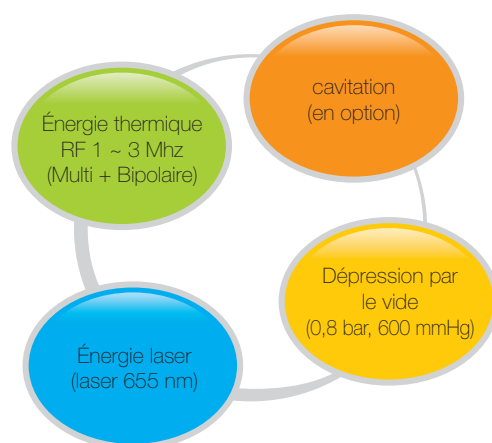 cavitation
(en option)
Énergie thermique
RF 1 ~ 3 Mhz
(Multi + Bipolaire)
Dépression par
le vide
(0,8 bar, 600 mmHg)
Énergie laser
(laser 655 nm)